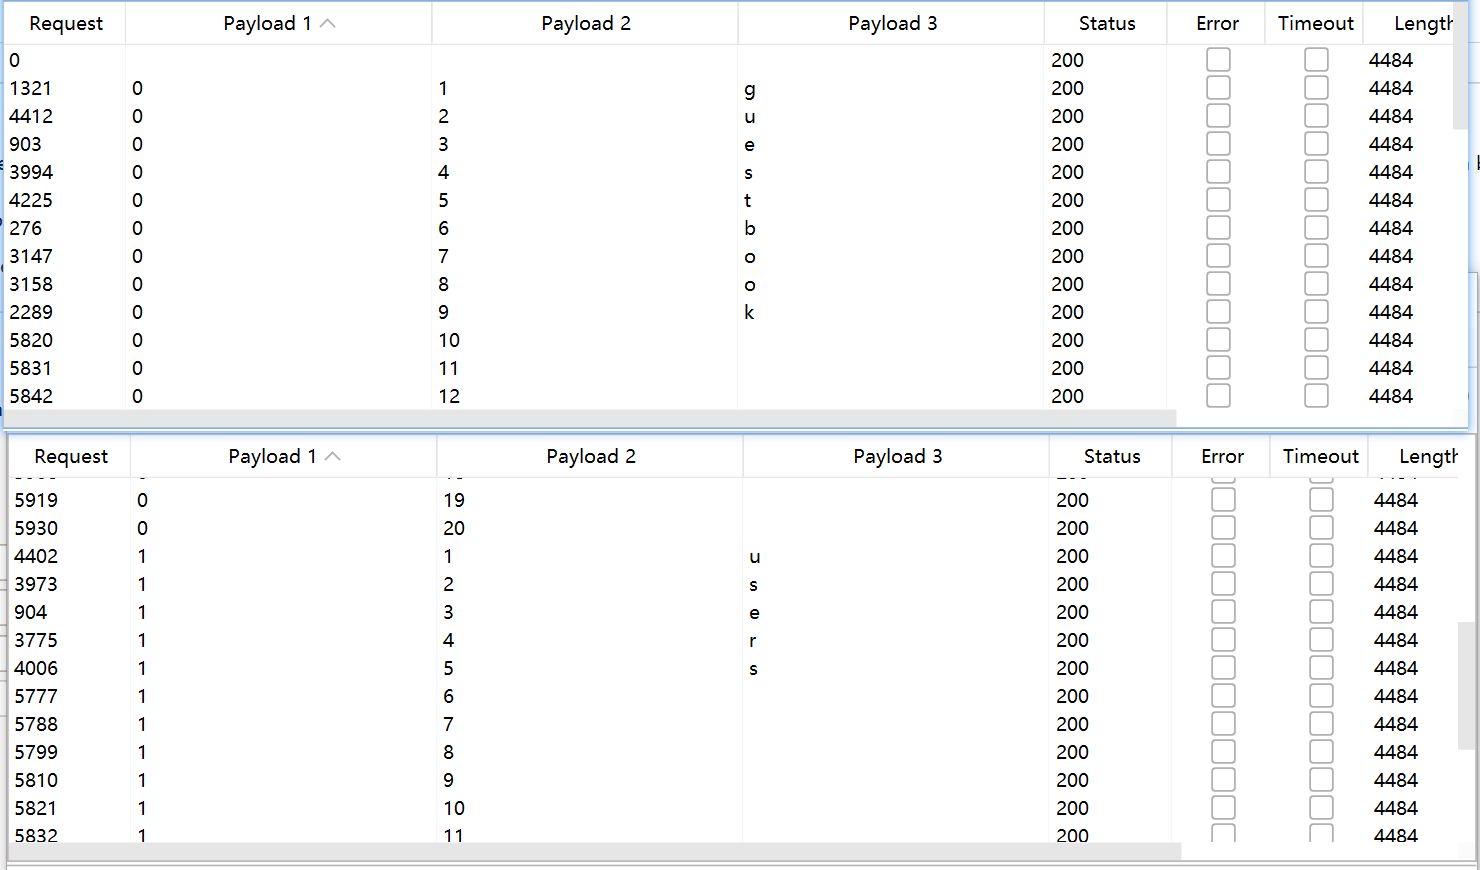 Request Payload 1 Payload 2 Payload 3 Status Error Timeout Length
0 200 4484
1321 0 1 g 200 4484
4412 0 2 u 200 4484
903 0 3 e 200 4484
3994 0 4 s 200 4484
4225 0 5 t 200 4484
276 0 6 b 200 4484
3147 0 7 o 200 4484
3158 0 8 o 200 4484
2289 0 9 k 200 4484
5820 0 10 200 4484
5831 0 11 200 4484
5842 0 12 200 4484
Request Payload 1 Payload 2 Payload 3 Status Error Timeout Length
5919 0 19 200 4484
5930 0 20 200 4484
4402 1 1 u 200 4484
3973 1 2 s 200 4484
904 1 3 e 200 4484
3775 1 4 r 200 4484
4006 1 5 s 200 4484
5777 1 6 200 4484
5788 1 7 200 4484
5799 1 8 200 4484
5810 1 9 200 4484
5821 1 10 200 4484
5832 1 11 200 4484